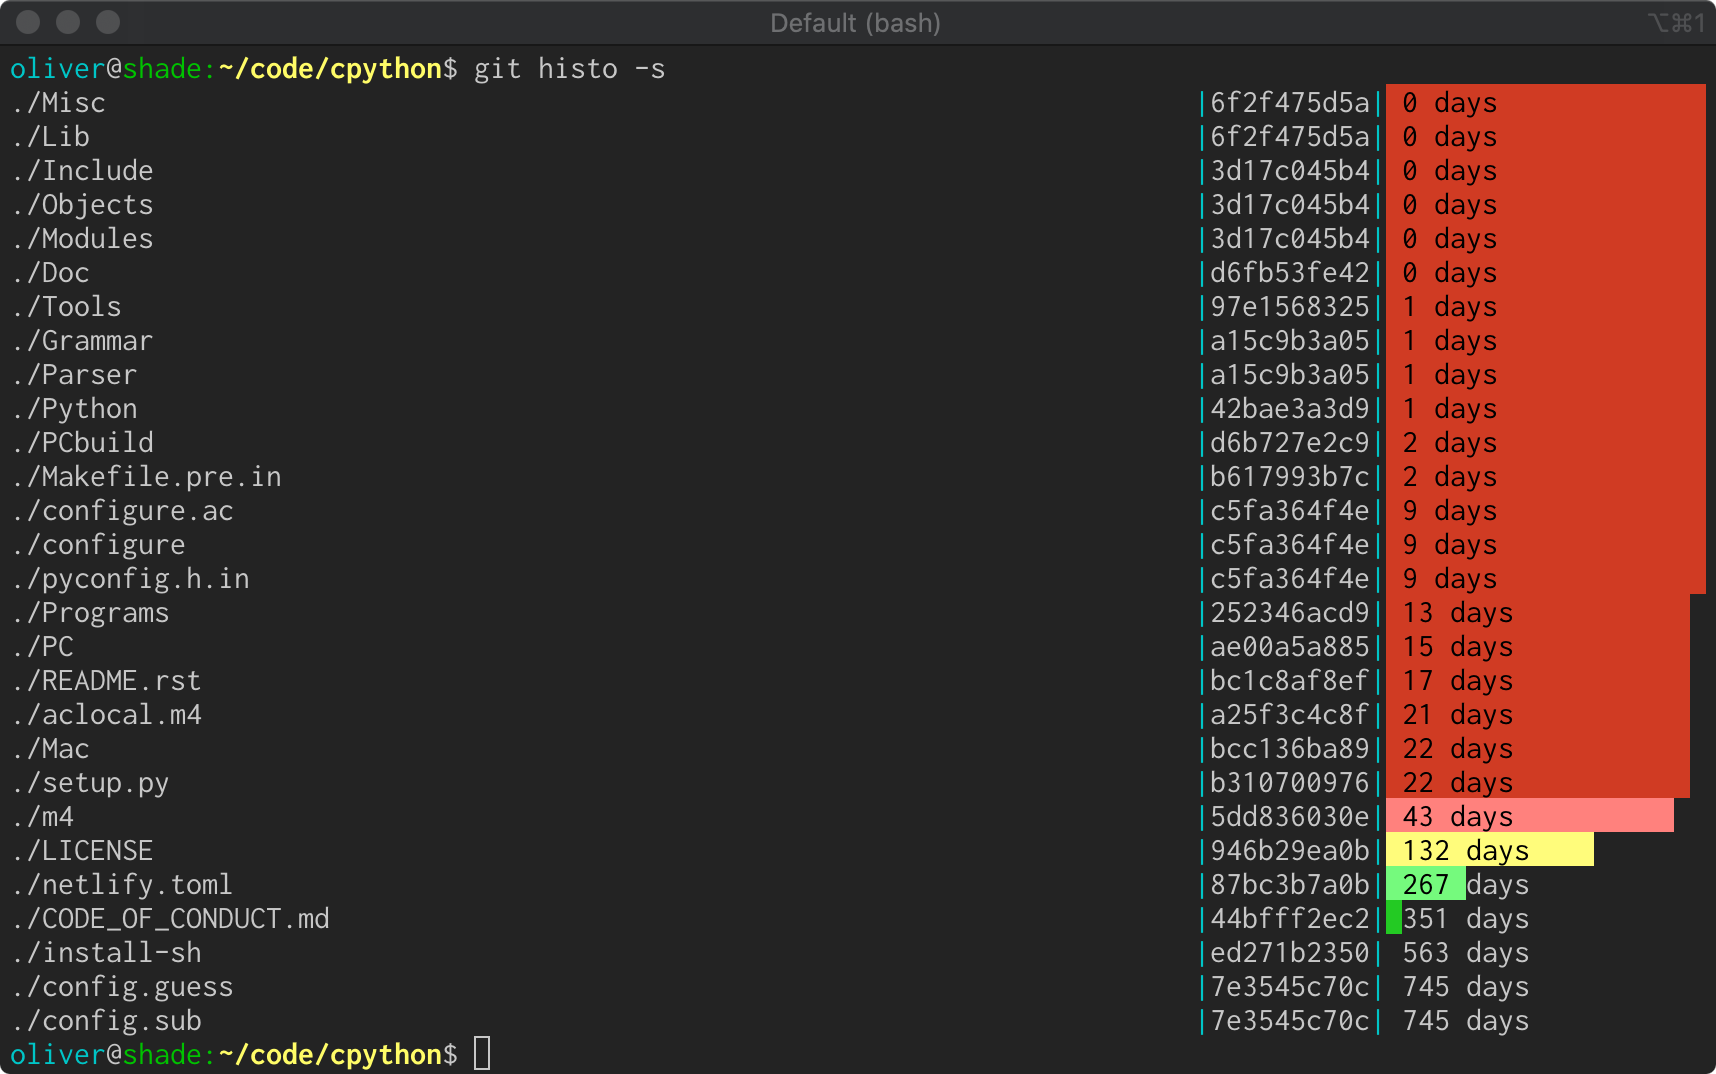 Default (bash) ⌥⌘1
oliver@shade:~/code/cpython$ git histo -s
./Misc |6f2f475d5a| 0 days
./Lib |6f2f475d5a| 0 days
./Include |3d17c045b4| 0 days
./Objects |3d17c045b4| 0 days
./Modules |3d17c045b4| 0 days
./Doc |d6fb53fe42| 0 days
./Tools |97e1568325| 1 days
./Grammar |a15c9b3a05| 1 days
./Parser |a15c9b3a05| 1 days
./Python |42bae3a3d9| 1 days
./PCbuild |d6b727e2c9| 2 days
./Makefile.pre.in |b617993b7c| 2 days
./configure.ac |c5fa364f4e| 9 days
./configure |c5fa364f4e| 9 days
./pyconfig.h.in |c5fa364f4e| 9 days
./Programs |252346acd9| 13 days
./PC |ae00a5a885| 15 days
./README.rst |bc1c8af8ef| 17 days
./aclocal.m4 |a25f3c4c8f| 21 days
./Mac |bcc136ba89| 22 days
./setup.py |b310700976| 22 days
./m4 |5dd836030e| 43 days
./LICENSE |946b29ea0b| 132 days
./netlify.toml |87bc3b7a0b| 267 days
./CODE_OF_CONDUCT.md |44bfff2ec2| 351 days
./install-sh |ed271b2350| 563 days
./config.guess |7e3545c70c| 745 days
./config.sub |7e3545c70c| 745 days
oliver@shade:~/code/cpython$